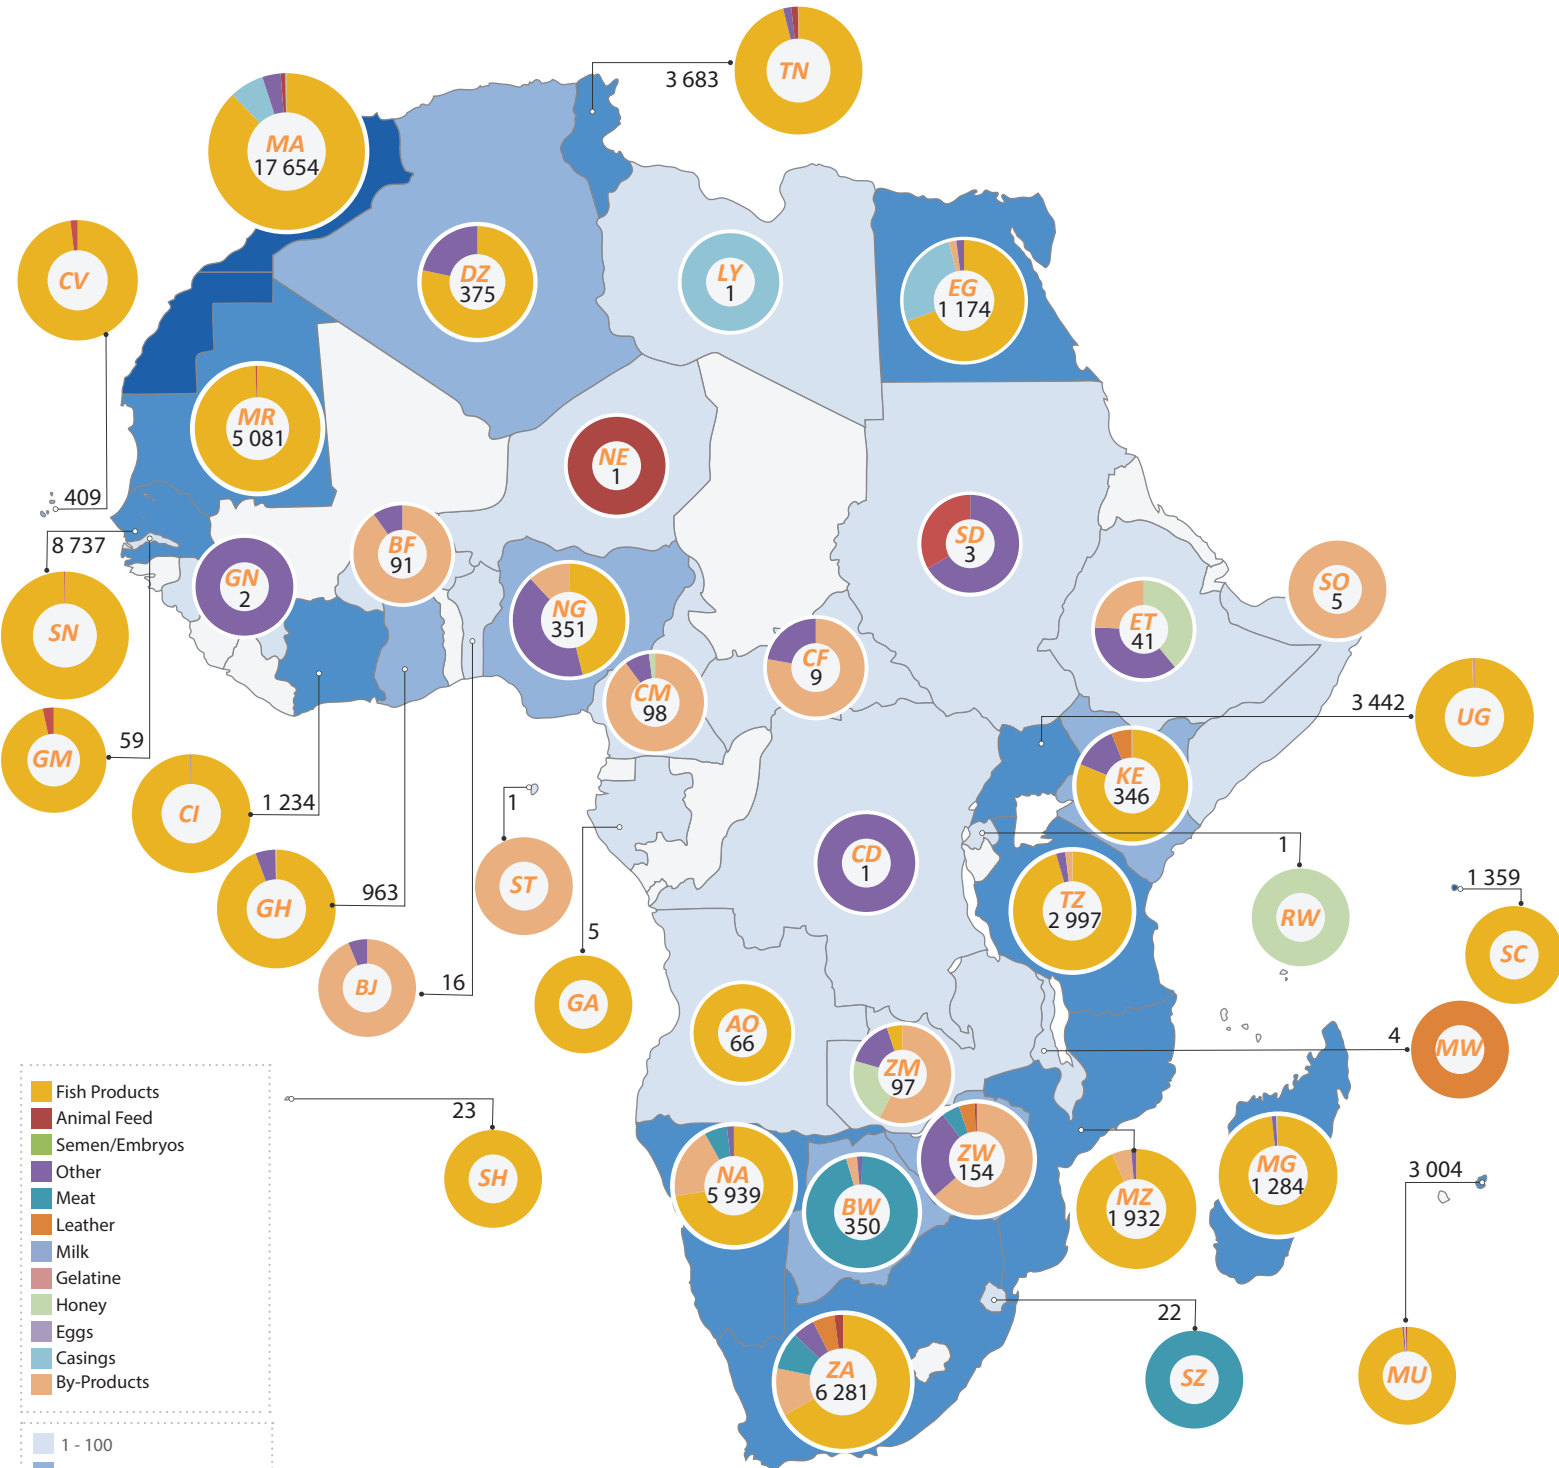 TN
3 683
MA
17 654
CV
DZ
375
LY
1
EG
1 174
MR
5 081
NE
1
409
8 737
BF
91
SD
3
GN
2
SO
5
NG
351
ET
41
SN
CF
9
CM
98
3 442
UG
59
GM
KE
346
CI
1 234
1
ST
CD
1
1
RW
TZ
2 997
1 359
SC
GH
963
5
BJ
16
GA
AO
66
4
MW
ZM
97
Fish Products
Animal Feed
Semen/Embryos
Other
Meat
Leather
Milk
Gelatine
Honey
Eggs
Casings
By-Products
23
SH
NA
5 939
BW
350
ZW
154
MZ
1 932
MG
1 284
3 004
MU
22
SZ
ZA
6 281
1 - 100